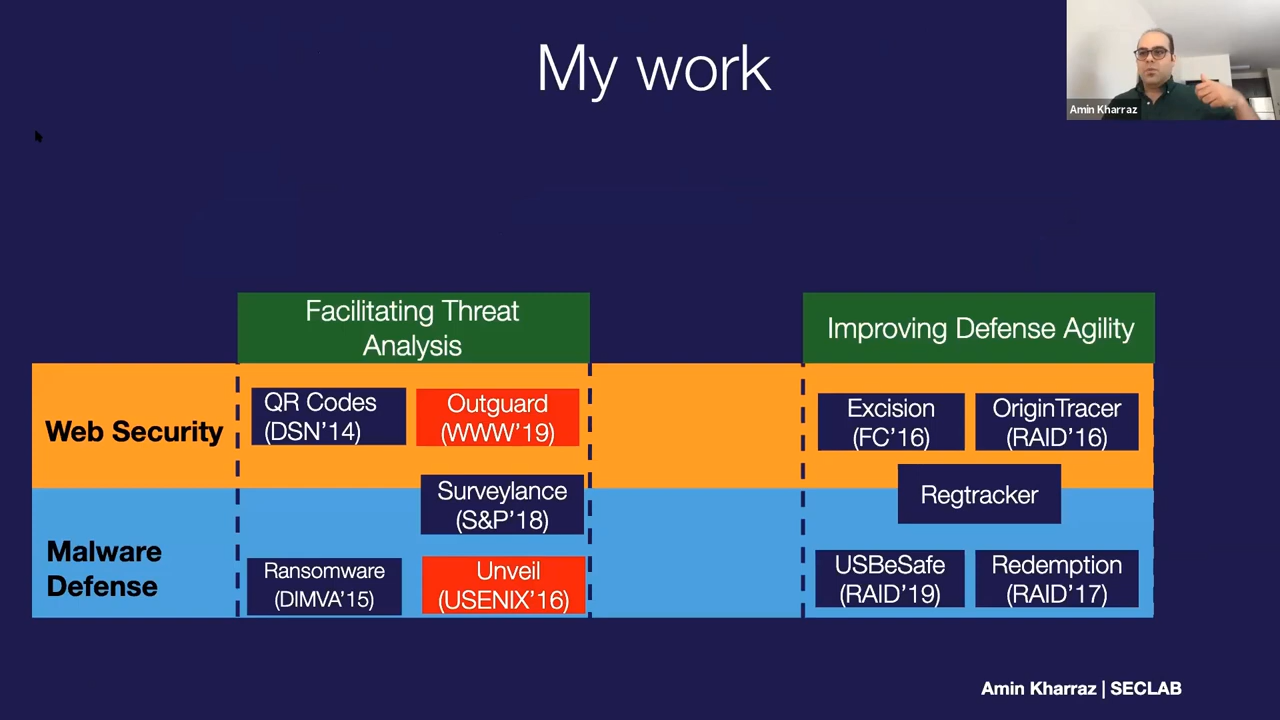 My work
Amin Kharraz
Facilitating Threat
Analysis
Improving Defense Agility
Web Security
QR Codes
(DSN'14)
Outguard
(WWW'19)
Excision
(FC'16)
OriginTracer
(RAID'16)
Surveylance
(S&P'18)
Regtracker
Malware
Defense
Ransomware
(DIMVA'15)
Unveil
(USENIX'16)
USBeSafe
(RAID'19)
Redemption
(RAID'17)
Amin Kharraz | SECLAB